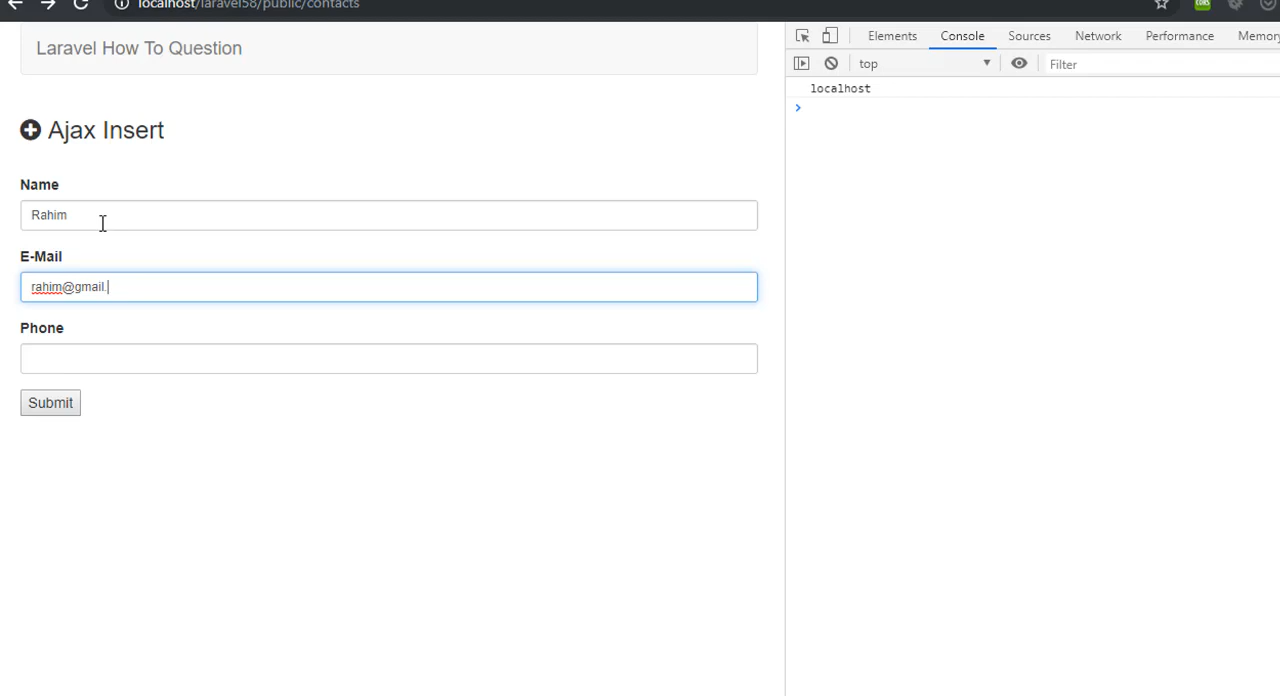 localhost/laravel58/public/contacts
Laravel How To Question
Elements Console Sources Network Performance Memory
top Filter
localhost
Ajax Insert
Name
Rahim
E-Mail
rahim@gmail.
Phone
Submit